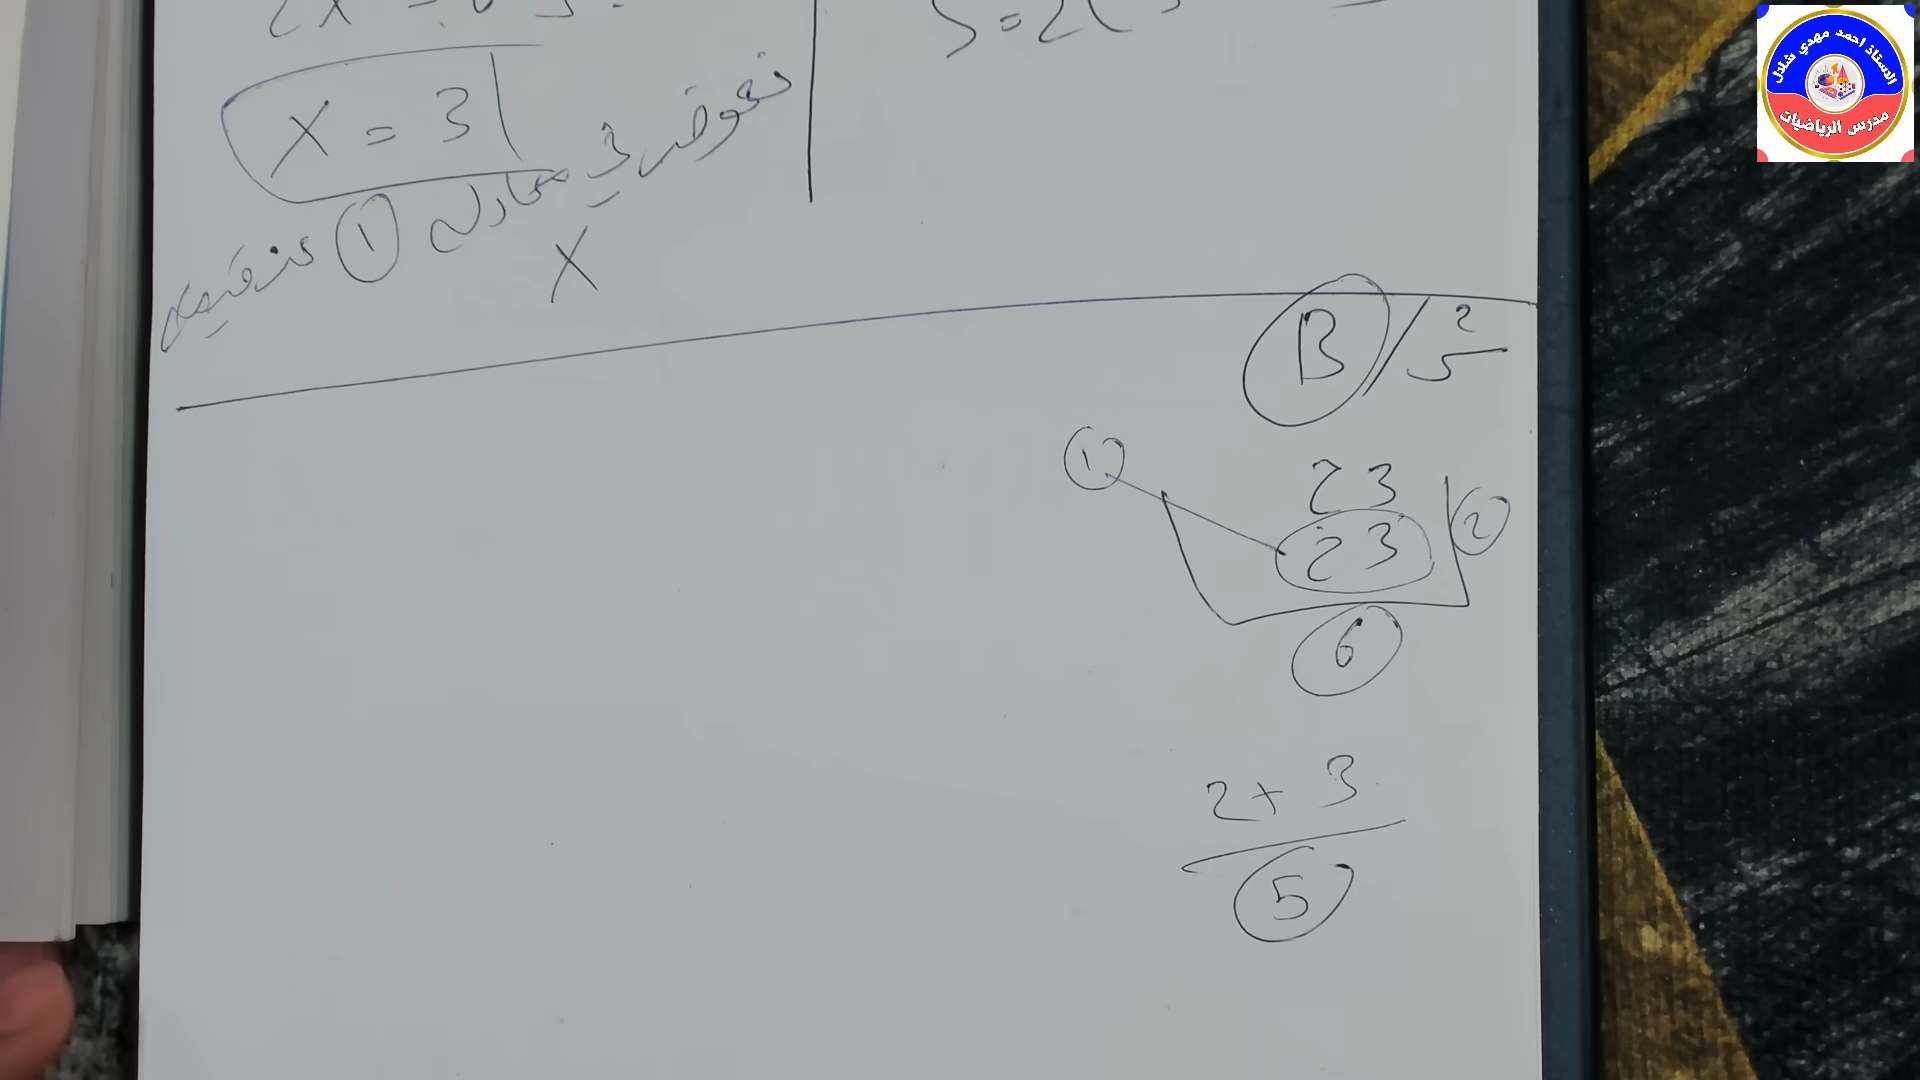 x = 3
نعوض في معادلة ①
X
B / س2
①
23
23
②
6
2 + 3
5
الاستاذ احمد مهدي شلال
مدرس الرياضيات